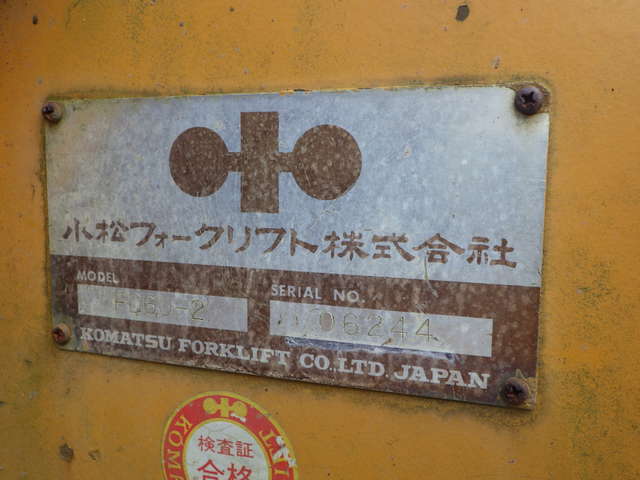 小松フォークリフト株式会社
MODEL
SERIAL NO.
06244
KOMATSU FORKLIFT CO.LTD. JAPAN
検査証
合格